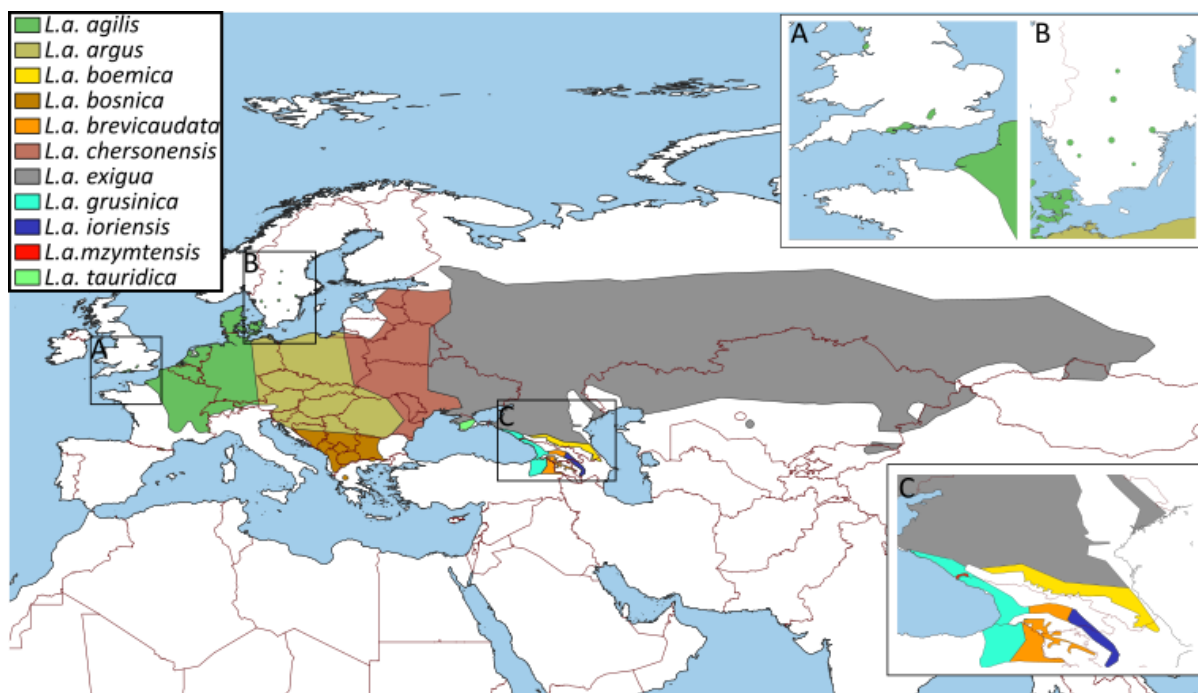 L.a. agilis
L.a. argus
L.a. boemica
L.a. bosnica
L.a. brevicaudata
L.a. chersonensis
L.a. exigua
L.a. grusinica
L.a. ioriensis
L.a.mzymtensis
L.a. tauridica
A
B
B
A
C
C